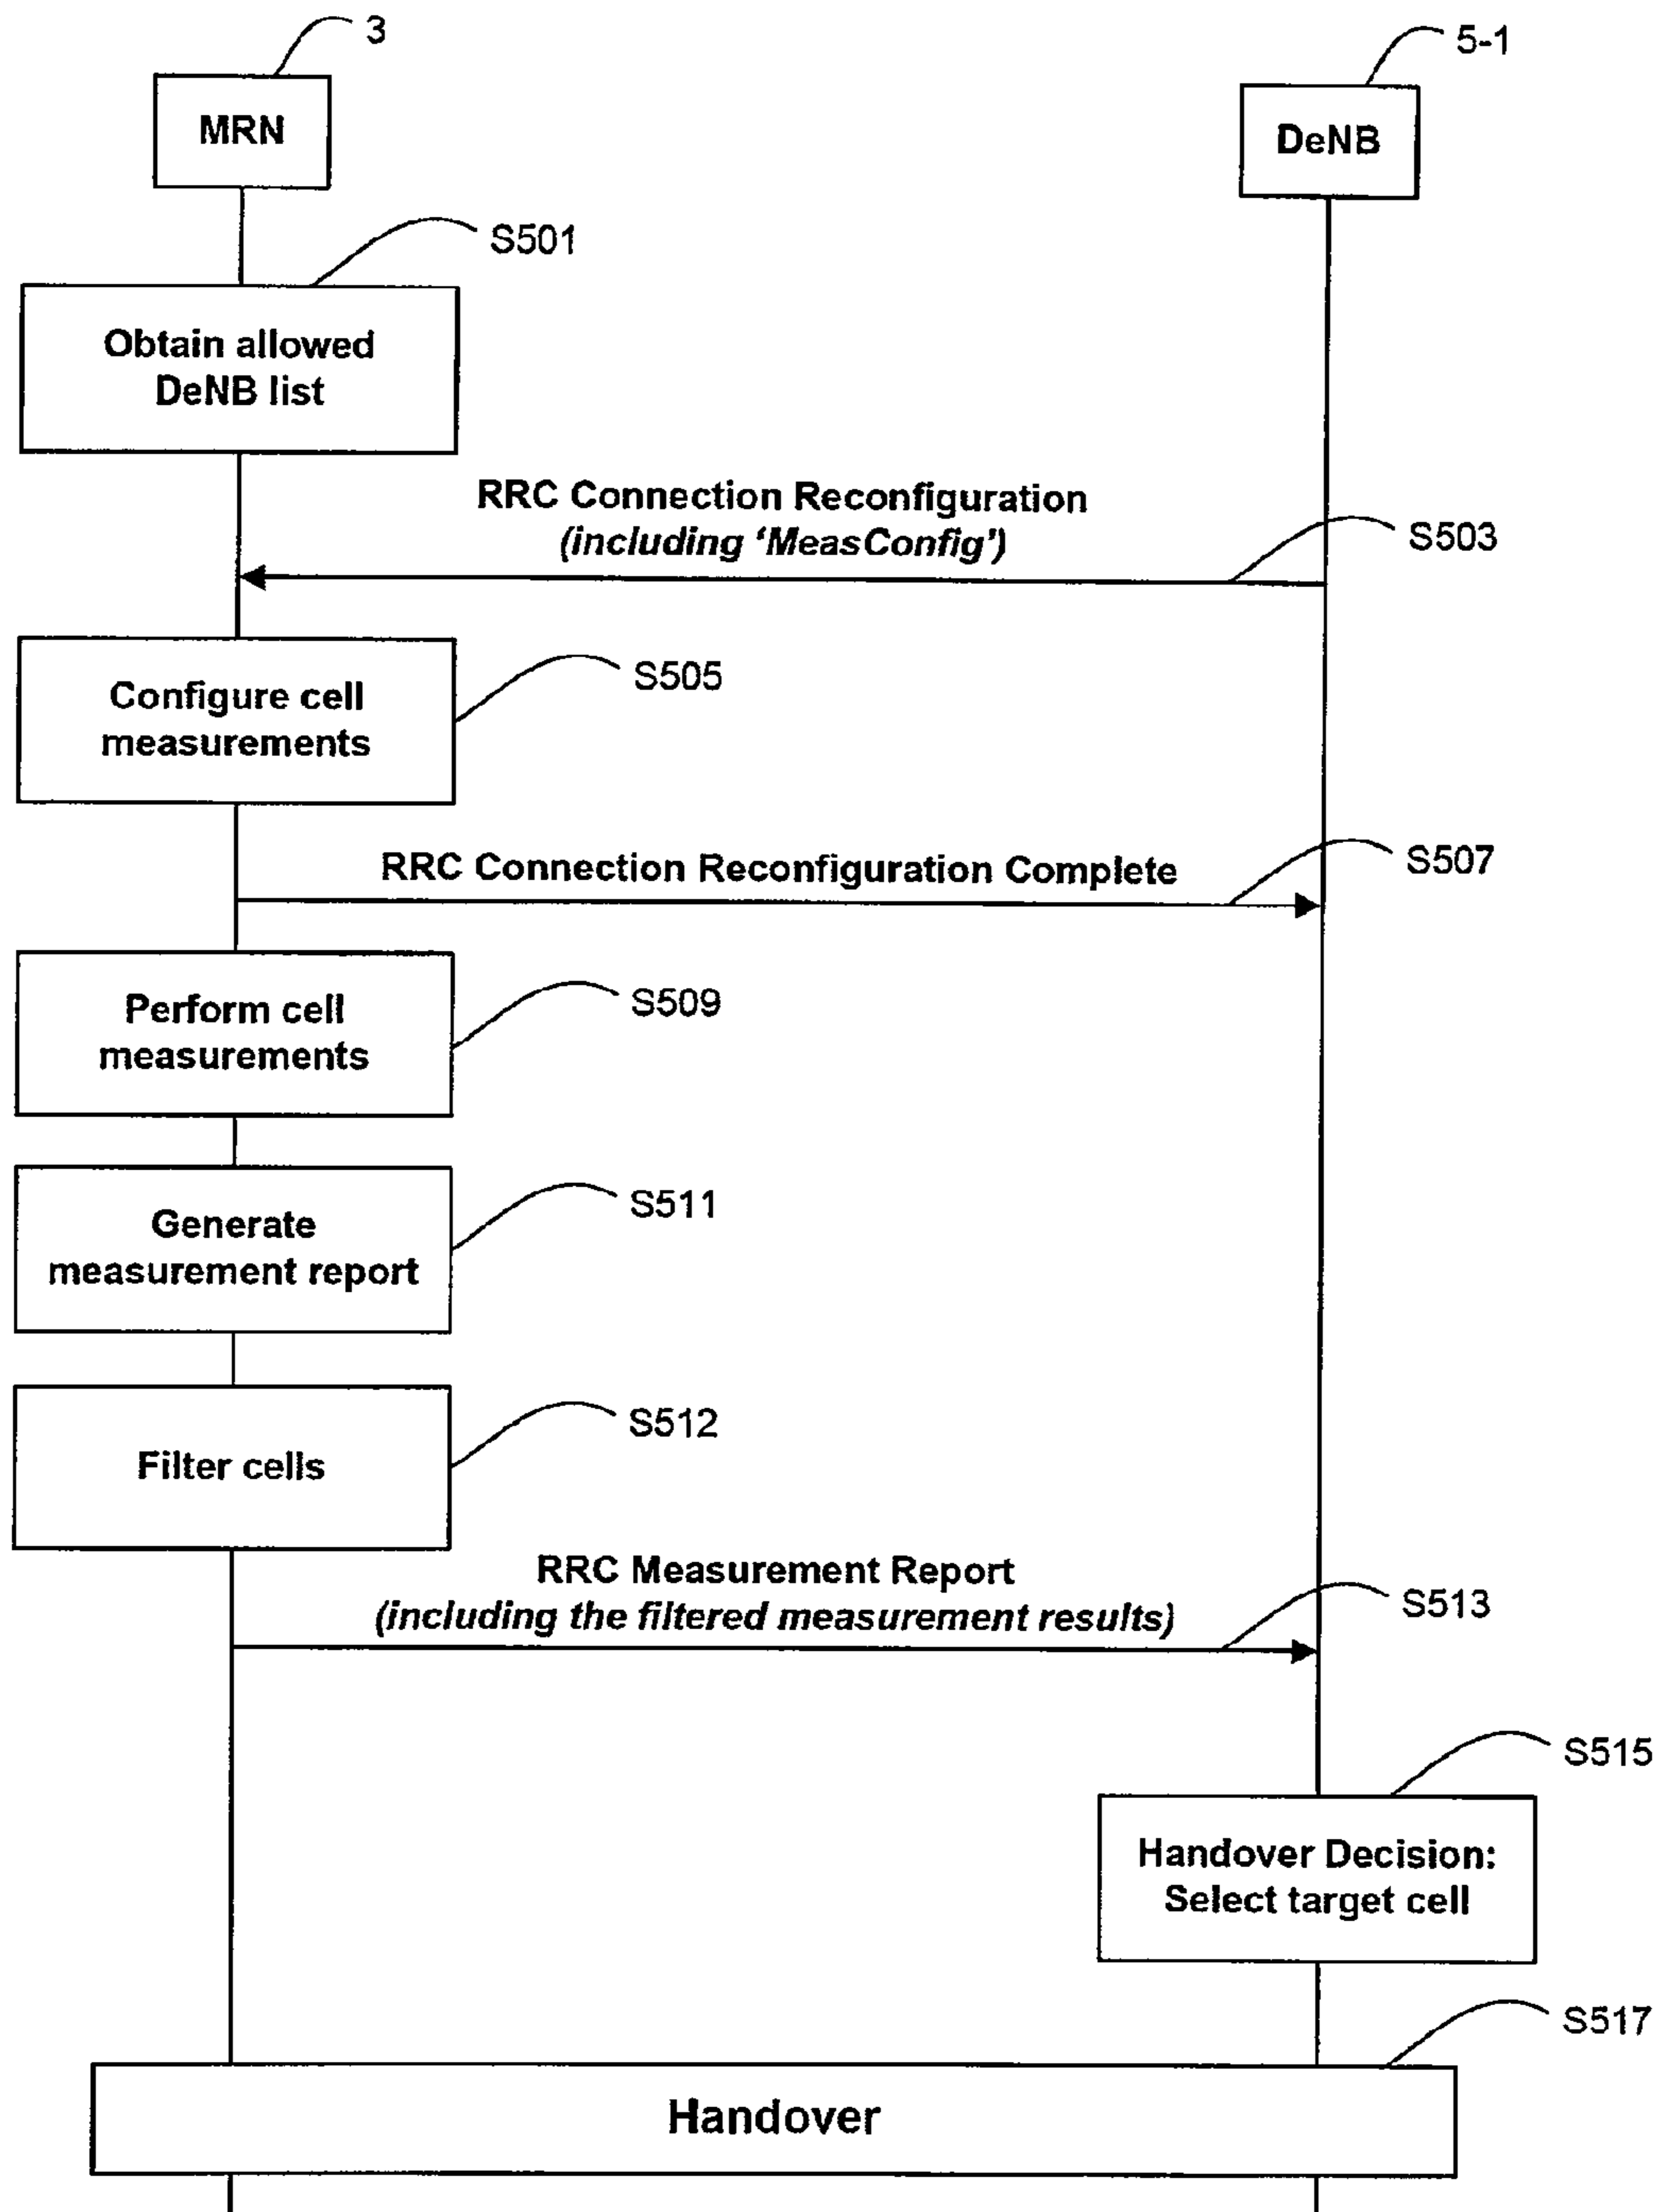 3
5-1
MRN
DeNB
S501
Obtain allowed
DeNB list
RRC Connection Reconfiguration
(including ‘MeasConfig’)
S503
S505
Configure cell
measurements
RRC Connection Reconfiguration Complete
S507
S509
Perform cell
measurements
S511
Generate
measurement report
S512
Filter cells
RRC Measurement Report
(including the filtered measurement results)
S513
S515
Handover Decision:
Select target cell
S517
Handover